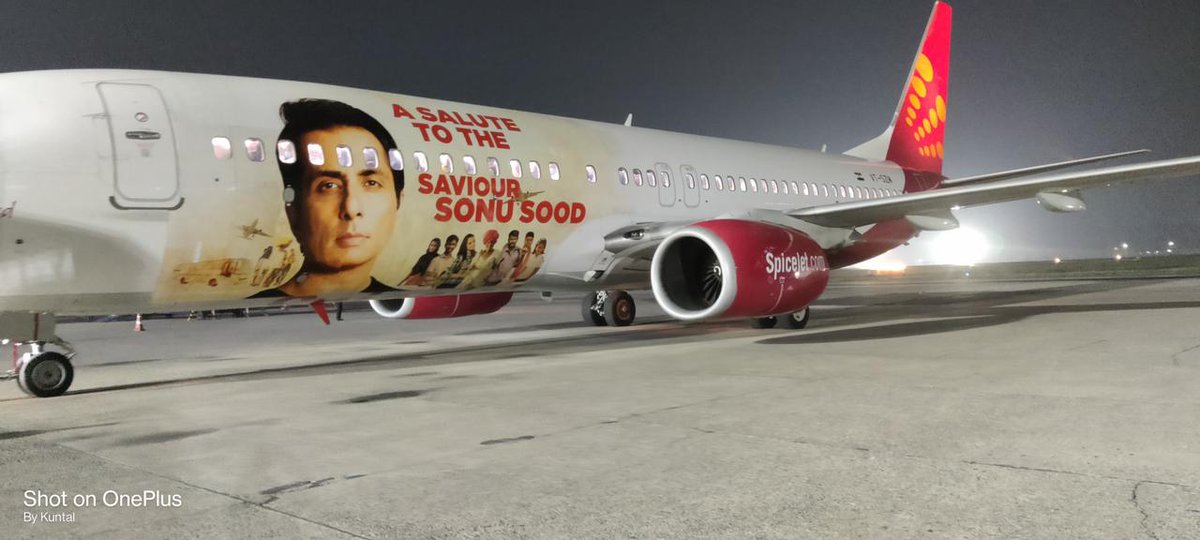 A SALUTE
TO THE
SAVIOUR
SONU SOOD
SpiceJet.com
Shot on OnePlus
By Kuntal